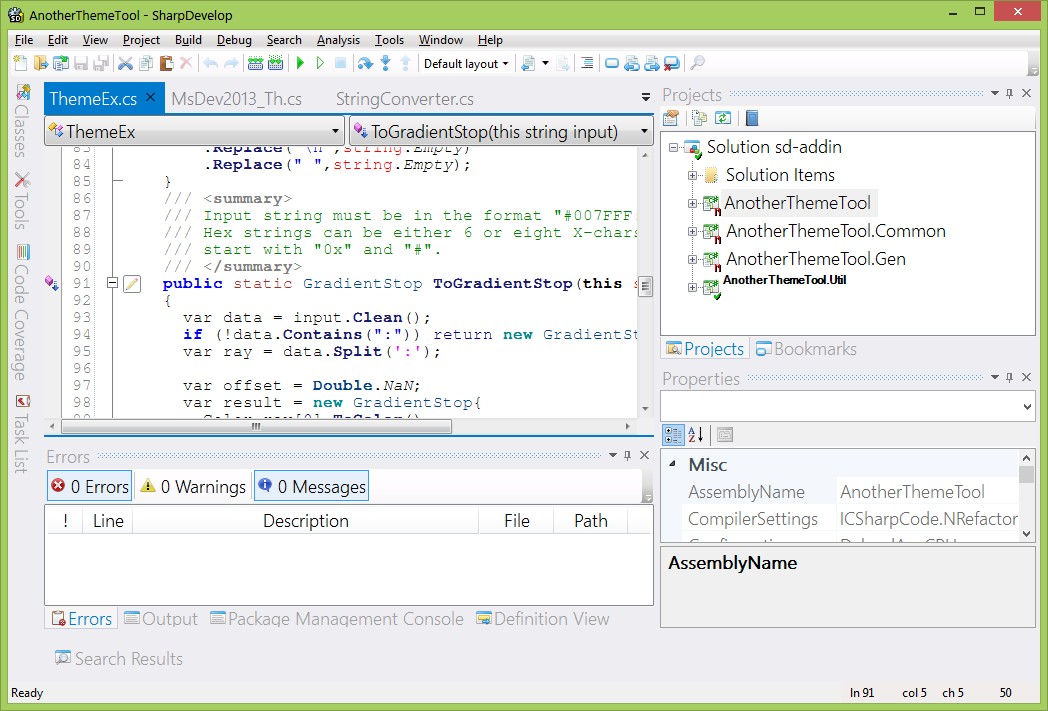 AnotherThemeTool - SharpDevelop
File Edit View Project Build Debug Search Analysis Tools Window Help
Default layout
Classes
Tools
Code Coverage
Task List
ThemeEx.cs MsDev2013_Th.cs StringConverter.cs
ThemeEx ToGradientStop(this string input)
83 .Replace("\n",string.Empty)
84 .Replace(" ",string.Empty);
85 }
86 /// <summary>
87 /// Input string must be in the format "#007FFF
88 /// Hex strings can be either 6 or eight X-chars
89 /// start with "0x" and "#".
90 /// </summary>
91 public static GradientStop ToGradientStop(this s
92 {
93 var data = input.Clean();
94 if (!data.Contains(":")) return new GradientSt
95 var ray = data.Split(':');
96
97 var offset = Double.NaN;
98 var result = new GradientStop{
Errors
0 Errors 0 Warnings 0 Messages
! Line Description File Path
Errors Output Package Management Console Definition View
Search Results
Projects
Solution sd-addin
Solution Items
AnotherThemeTool
AnotherThemeTool.Common
AnotherThemeTool.Gen
AnotherThemeTool.Util
Projects Bookmarks
Properties
Misc
AssemblyName AnotherThemeTool
CompilerSettings ICSharpCode.NRefactor
AssemblyName
Ready ln 91 col 5 ch 5 50